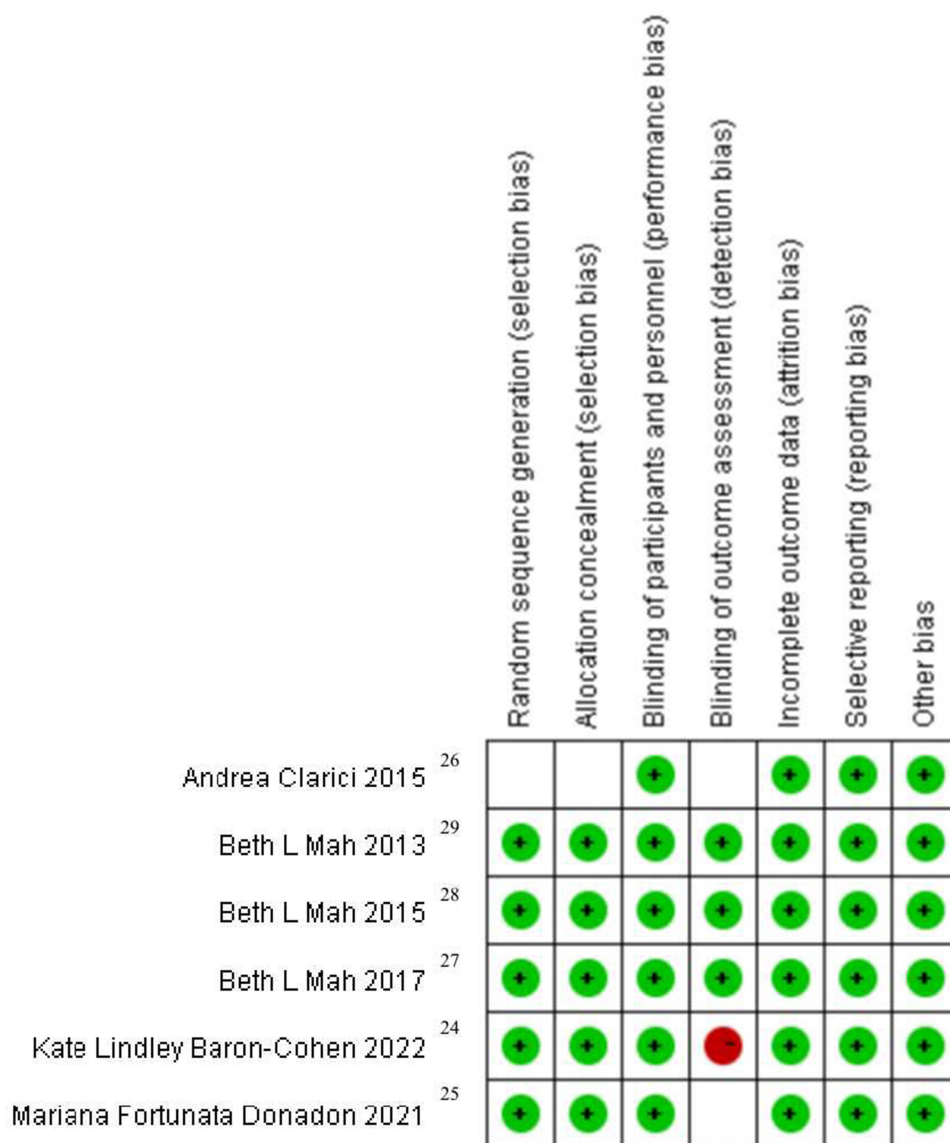 Random sequence generation (selection bias)
Allocation concealment (selection bias)
Blinding of participants and personnel (performance bias)
Blinding of outcome assessment (detection bias)
Incomplete outcome data (attrition bias)
Selective reporting (reporting bias)
Other bias
Andrea Clarici 2015 26
Beth L Mah 2013 29
Beth L Mah 2015 28
Beth L Mah 2017 27
Kate Lindley Baron-Cohen 2022 24
Mariana Fortunata Donadon 2021 25